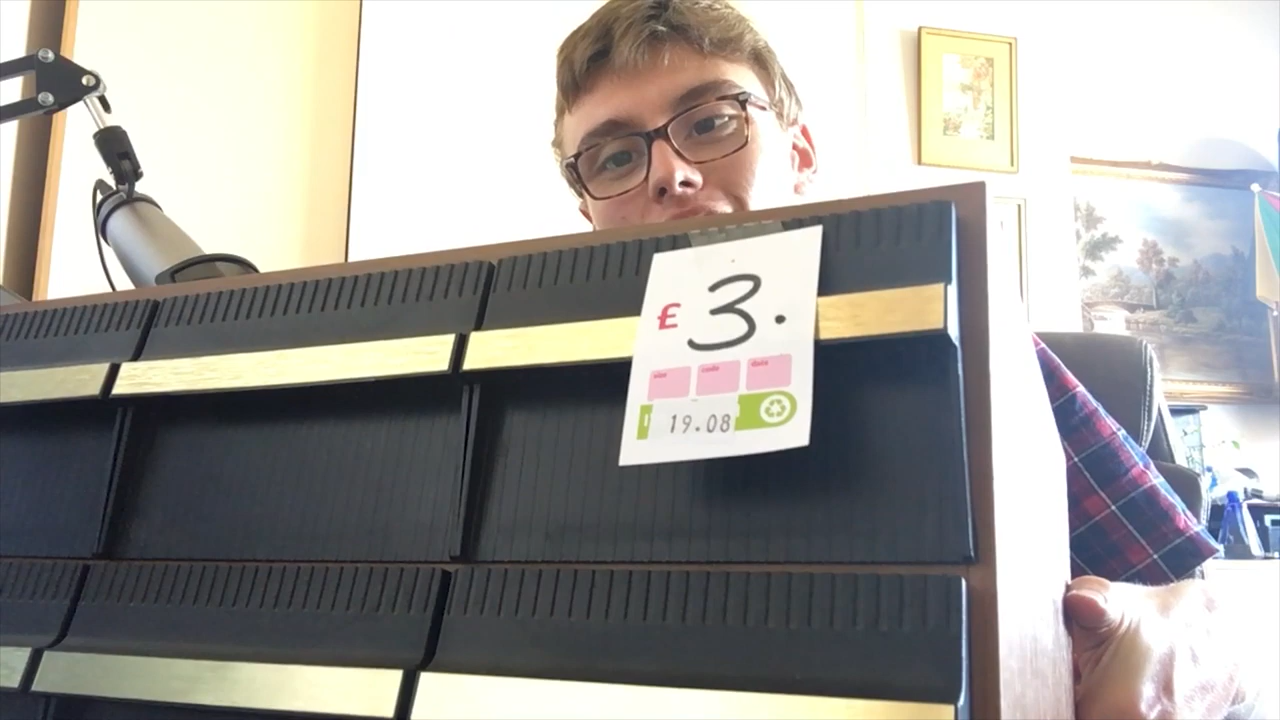 £ 3.
size code date
19.08